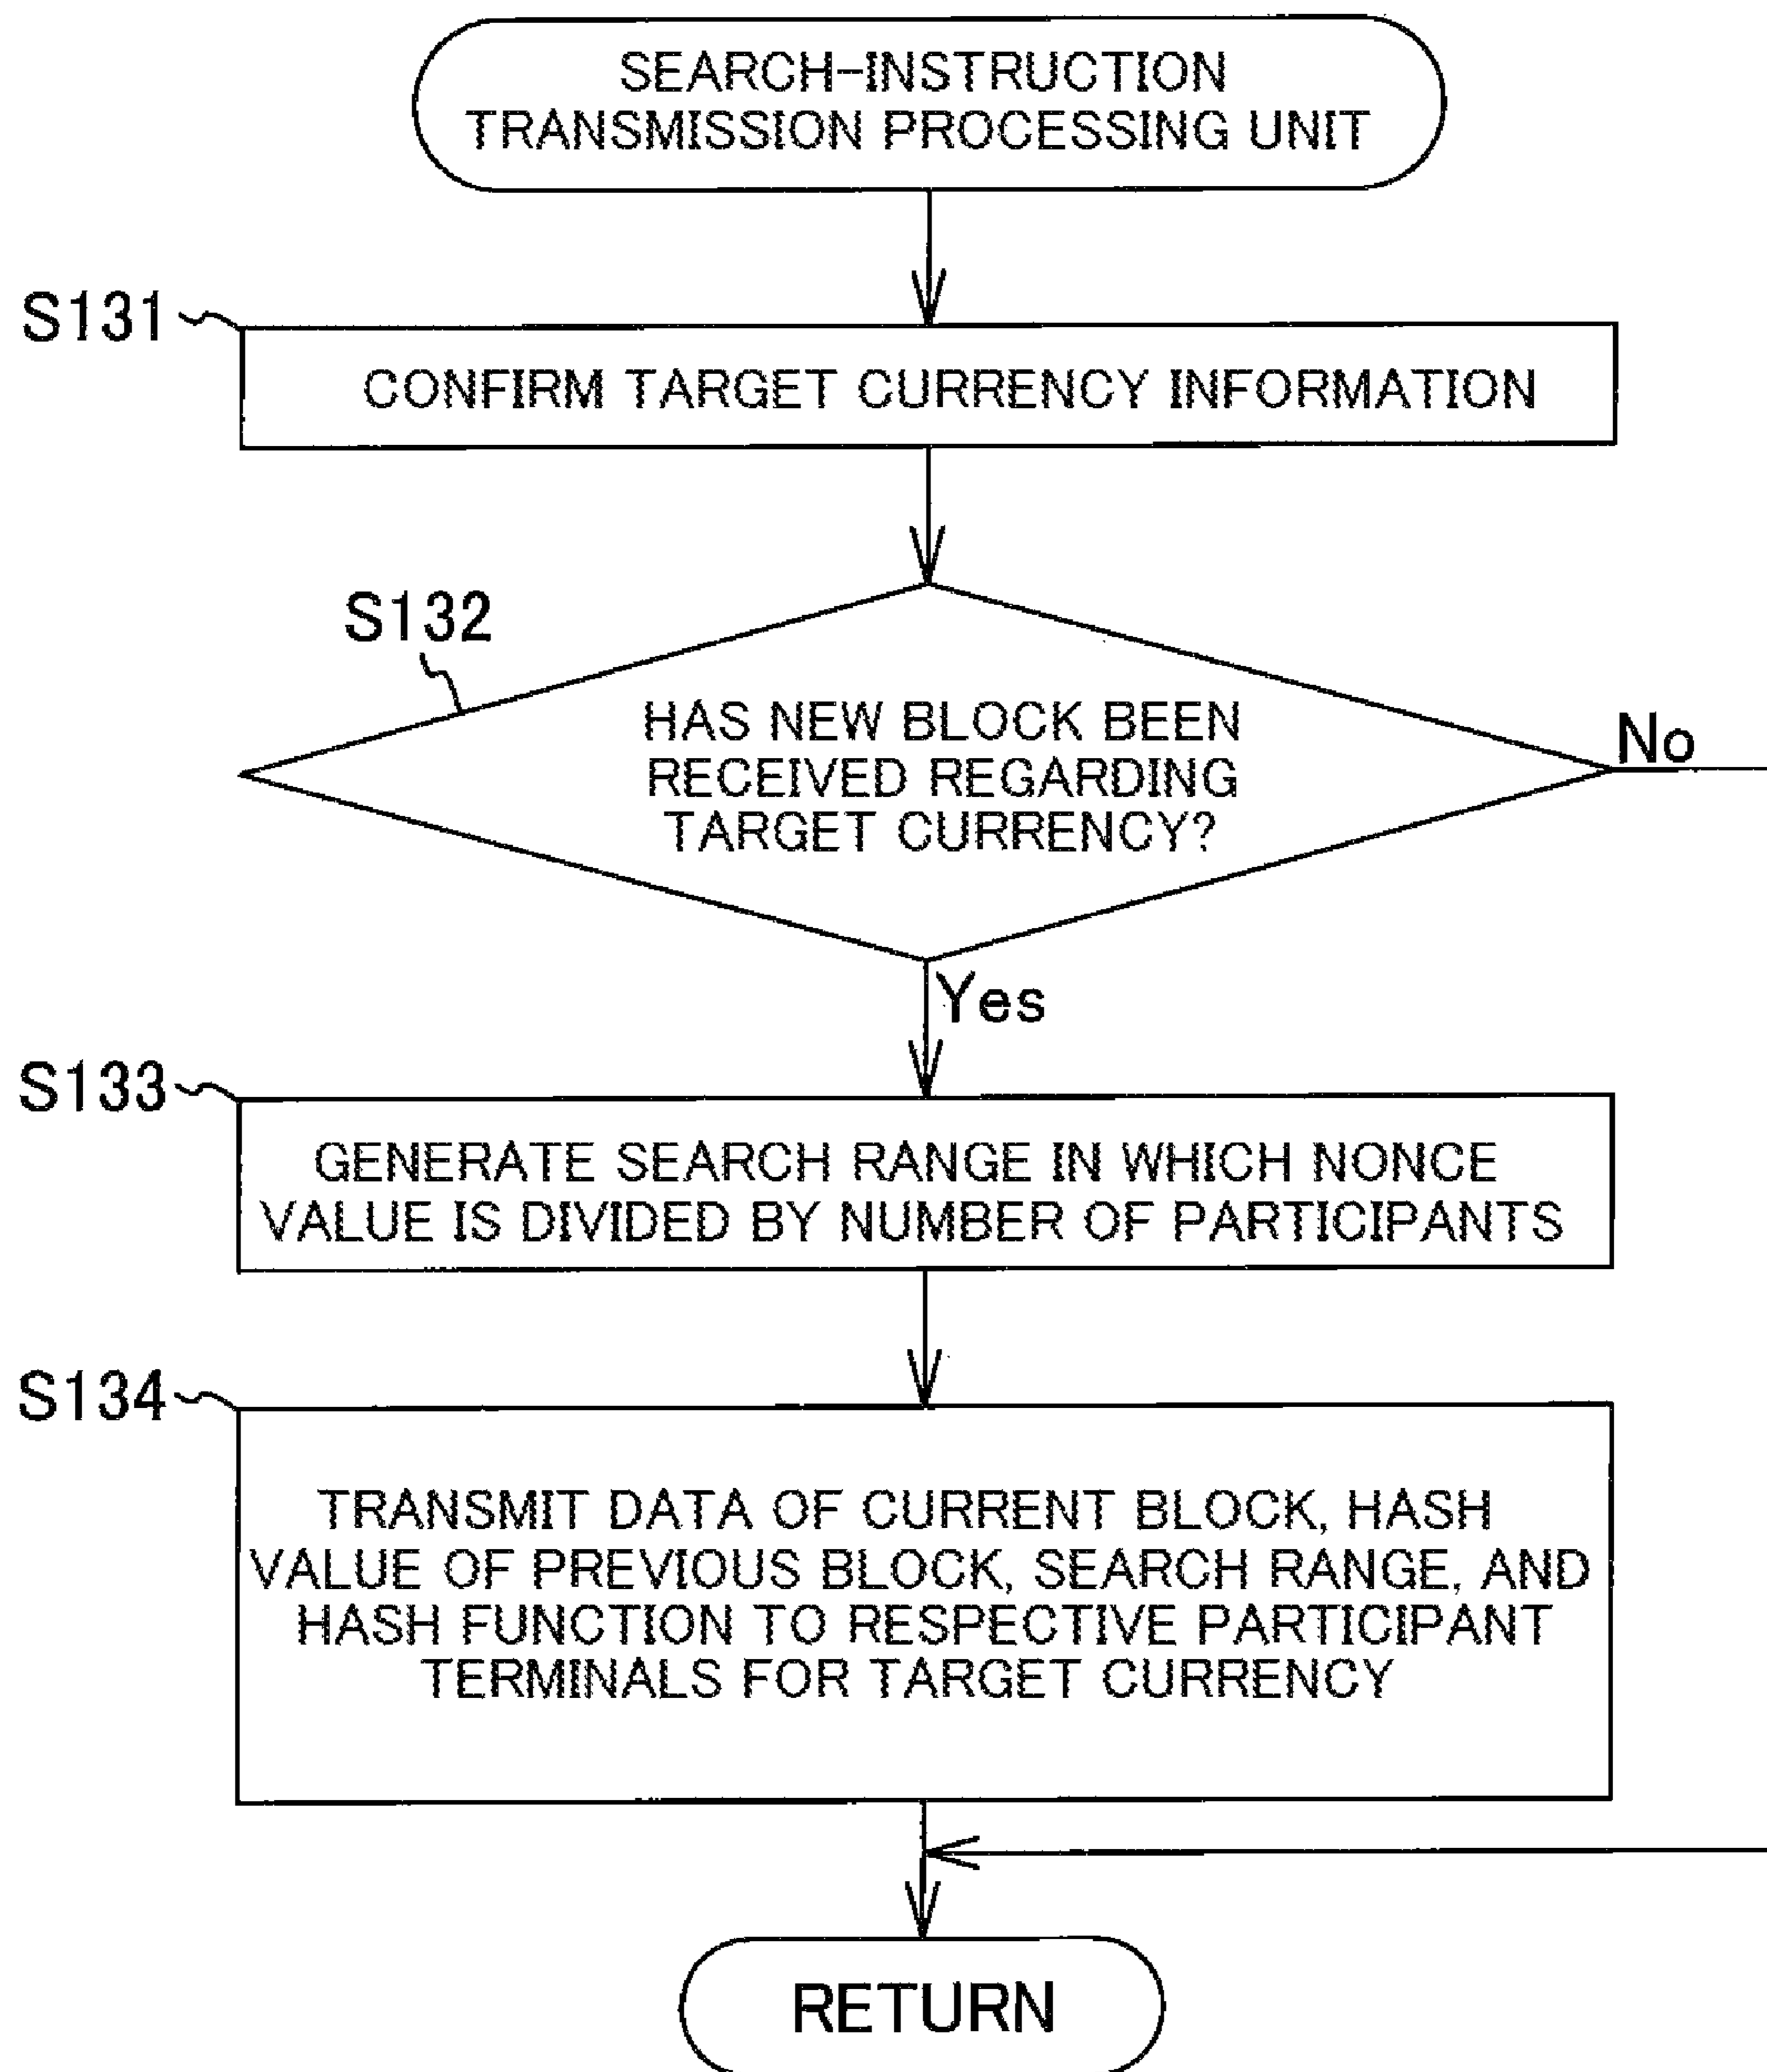 SEARCH-INSTRUCTION
TRANSMISSION PROCESSING UNIT
S131
CONFIRM TARGET CURRENCY INFORMATION
S132
HAS NEW BLOCK BEEN
RECEIVED REGARDING
TARGET CURRENCY?
No
Yes
S133
GENERATE SEARCH RANGE IN WHICH NONCE
VALUE IS DIVIDED BY NUMBER OF PARTICIPANTS
S134
TRANSMIT DATA OF CURRENT BLOCK, HASH
VALUE OF PREVIOUS BLOCK, SEARCH RANGE, AND
HASH FUNCTION TO RESPECTIVE PARTICIPANT
TERMINALS FOR TARGET CURRENCY
RETURN